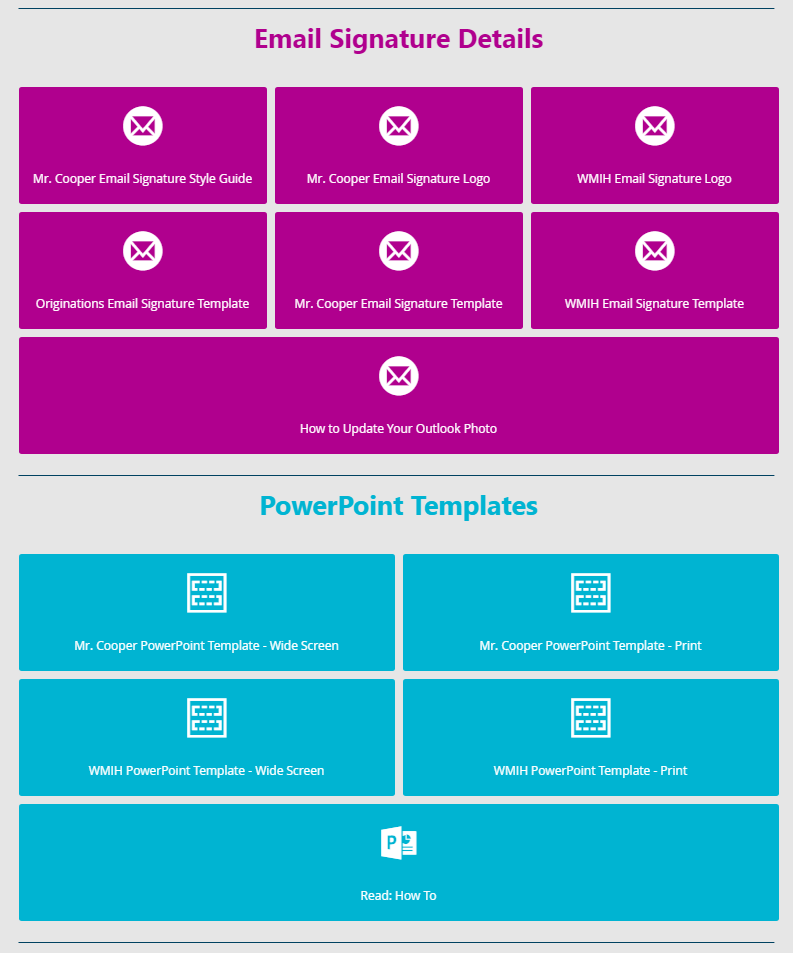 Email Signature Details
Mr. Cooper Email Signature Style Guide
Mr. Cooper Email Signature Logo
WMIH Email Signature Logo
Originations Email Signature Template
Mr. Cooper Email Signature Template
WMIH Email Signature Template
How to Update Your Outlook Photo
PowerPoint Templates
Mr. Cooper PowerPoint Template - Wide Screen
Mr. Cooper PowerPoint Template - Print
WMIH PowerPoint Template - Wide Screen
WMIH PowerPoint Template - Print
P
Read: How To